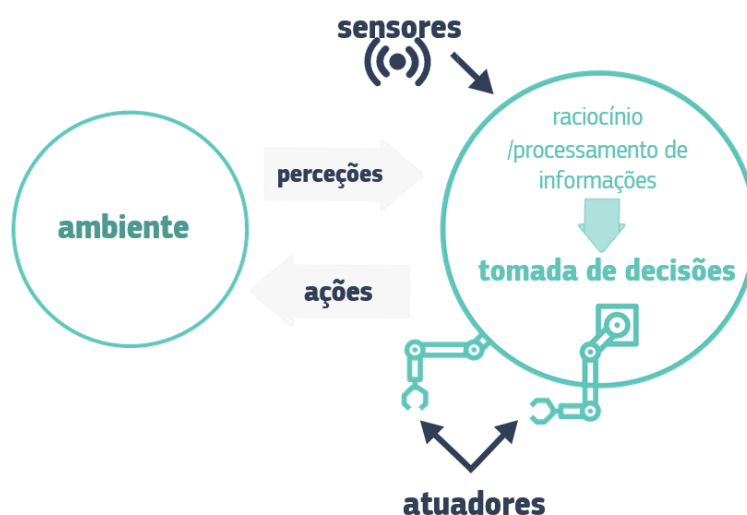 sensores
raciocínio
/processamento de
informações
perceções
ambiente
tomada de decisões
ações
atuadores